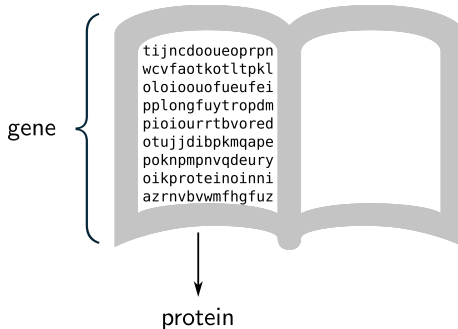 tijncdooueoprpn
wcvfaotkotltpkl
oloioouofueufei
pplongfuytropdm
pioiourrtbvored
otujjdibpkmqape
poknpmpnvqdeury
oikproteinoinni
azrnvbvwmfhgfuz
gene
protein